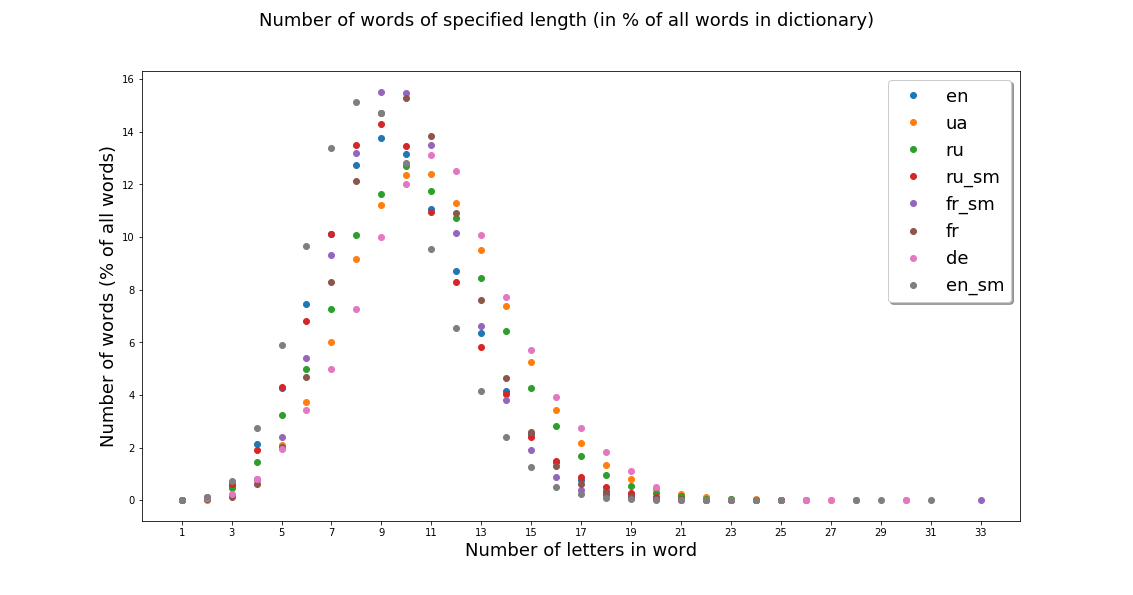 Number of words of specified length (in % of all words in dictionary)
Number of words (% of all words)
16
14
12
10
8
6
4
2
0
en
ua
ru
ru_sm
fr_sm
fr
de
en_sm
1 3 5 7 9 11 13 15 17 19 21 23 25 27 29 31 33
Number of letters in word